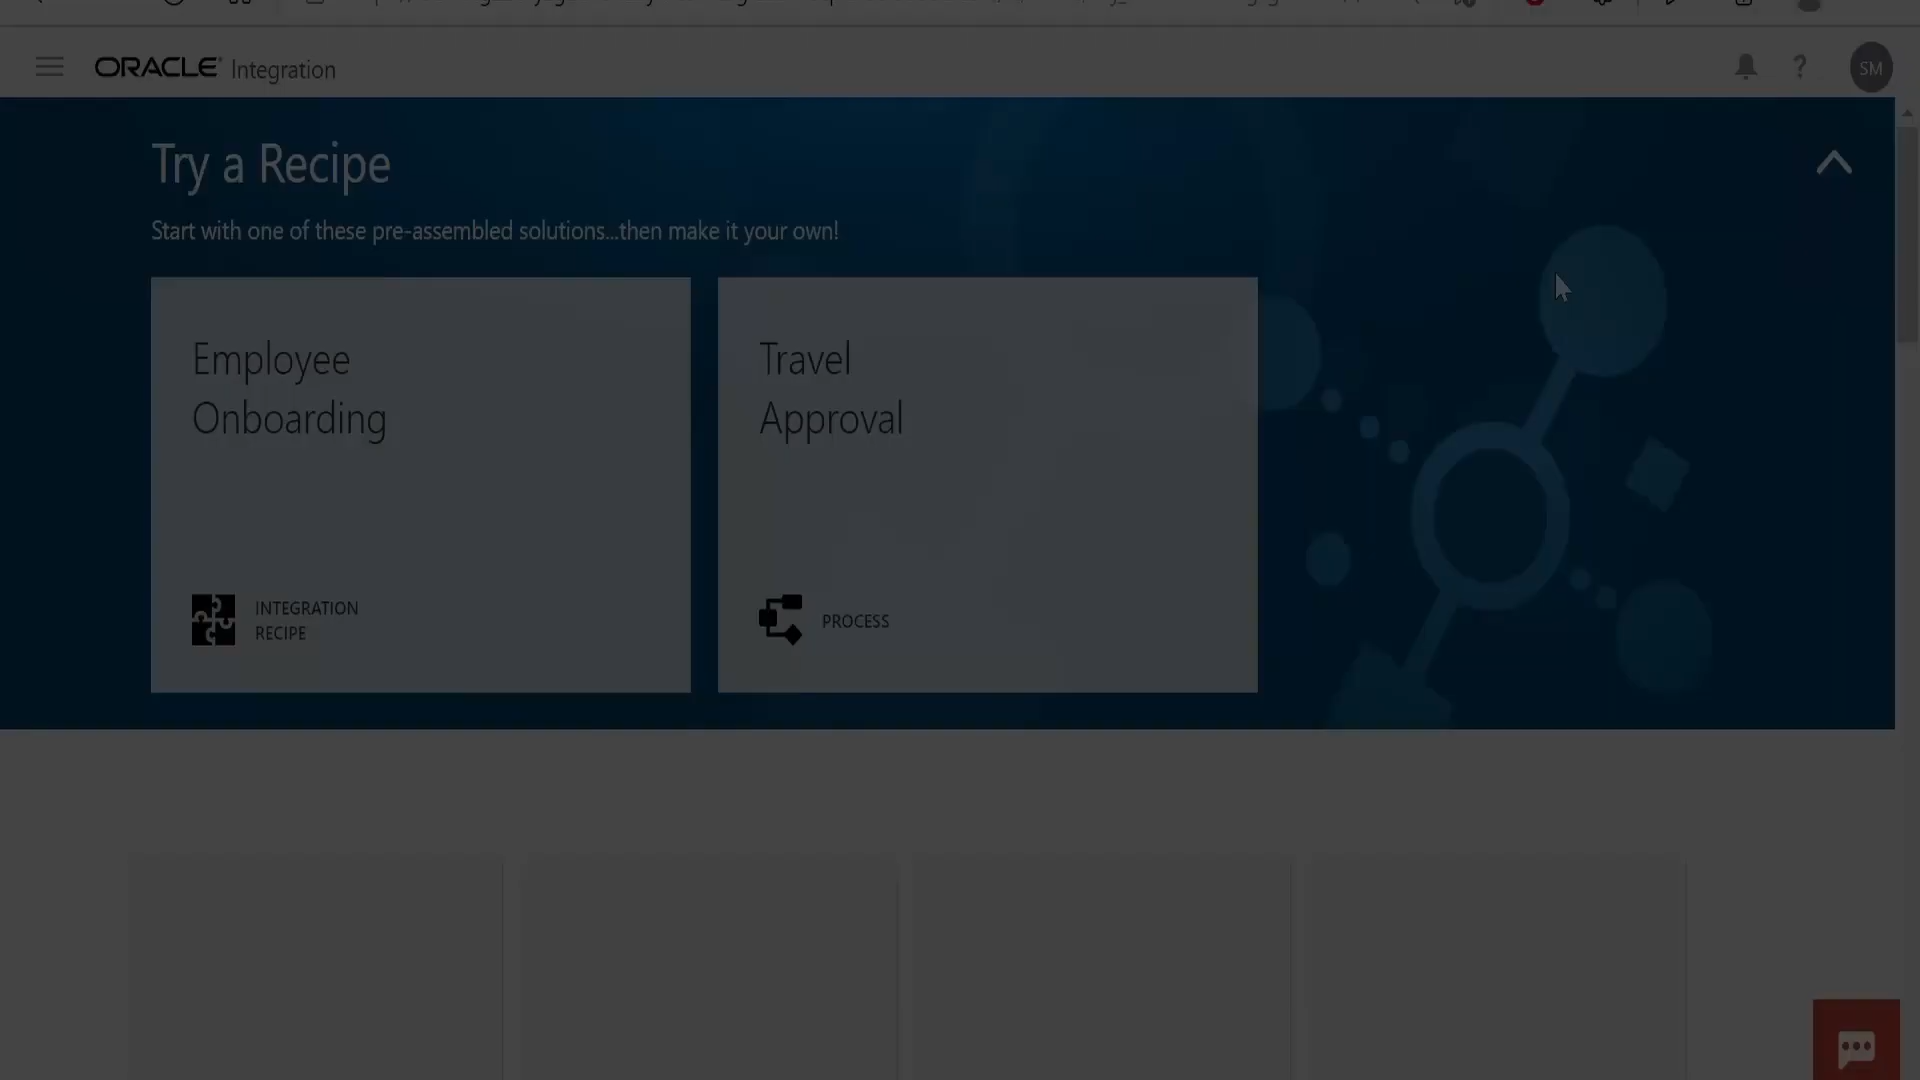 ORACLE Integration
?
SM
Try a Recipe
Start with one of these pre-assembled solutions...then make it your own!
Employee
Onboarding
INTEGRATION
RECIPE
Travel
Approval
PROCESS